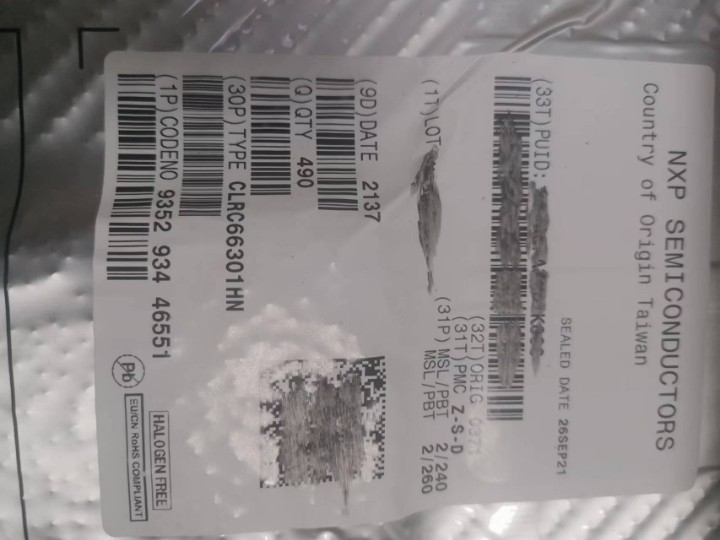 NXP SEMICONDUCTORS
Country of Origin Taiwan
SEALED DATE 26SEP21
(33T)PUID:
(32T)ORIG
(31T)PMC Z-S-D
(31P) MSL/PBT 2/240
MSL/PBT 2/260
(1T)LOT
(9D)DATE 2137
(Q)QTY 490
(30P)TYPE CLRC66301HN
(1P)CODENO 9352 934 46551
HALOGEN FREE
Pb
EU/CN RoHS COMPLIANT